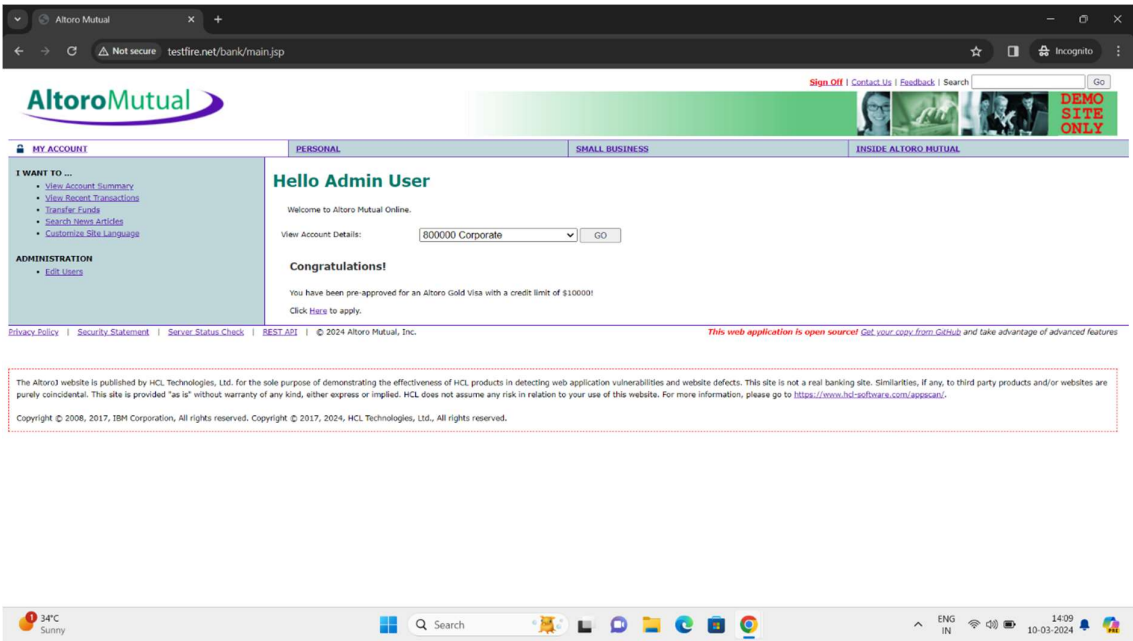 Altoro Mutual
Not secure testfire.net/bank/main.jsp
Incognito
Sign Off | Contact Us | Feedback | Search Go
AltoroMutual
DEMO
SITE
ONLY
MY ACCOUNT PERSONAL SMALL BUSINESS INSIDE ALTORO MUTUAL
I WANT TO ...
• View Account Summary
• View Recent Transactions
• Transfer Funds
• Search News Articles
• Customize Site Language
ADMINISTRATION
• Edit Users
Hello Admin User
Welcome to Altoro Mutual Online.
View Account Details: 800000 Corporate GO
Congratulations!
You have been pre-approved for an Altoro Gold Visa with a credit limit of $10000!
Click Here to apply.
Privacy Policy | Security Statement | Server Status Check | REST API | © 2024 Altoro Mutual, Inc. This web application is open source! Get your copy from GitHub and take advantage of advanced features
The AltoroJ website is published by HCL Technologies, Ltd. for the sole purpose of demonstrating the effectiveness of HCL products in detecting web application vulnerabilities and website defects. This site is not a real banking site. Similarities, if any, to third party products and/or websites are
purely coincidental. This site is provided "as is" without warranty of any kind, either express or implied. HCL does not assume any risk in relation to your use of this website. For more information, please go to https://www.hcl-software.com/appscan/.
Copyright © 2008, 2017, IBM Corporation, All rights reserved. Copyright © 2017, 2024, HCL Technologies, Ltd., All rights reserved.
1
34°C
Sunny
Search
ENG
IN
14:09
10-03-2024
PRE